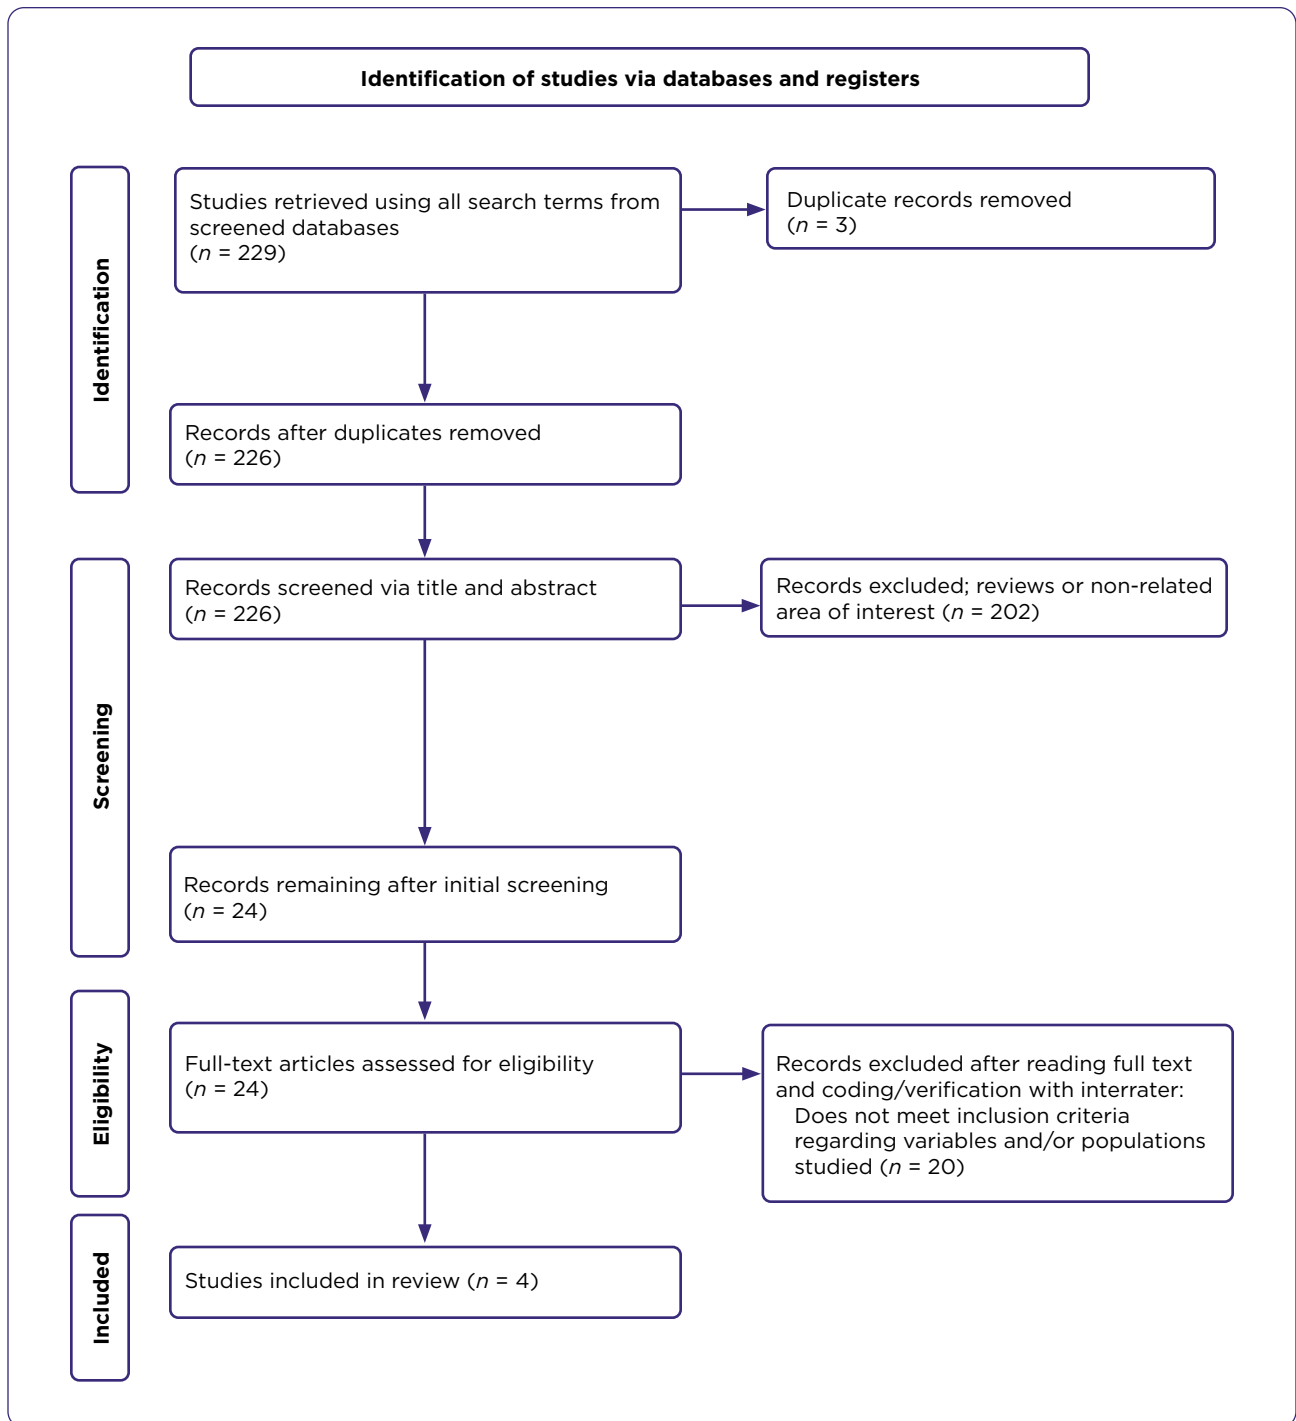 Identification of studies via databases and registers
Identification
Studies retrieved using all search terms from
screened databases
(n = 229)
Duplicate records removed
(n = 3)
Records after duplicates removed
(n = 226)
Screening
Records screened via title and abstract
(n = 226)
Records excluded; reviews or non-related
area of interest (n = 202)
Records remaining after initial screening
(n = 24)
Eligibility
Full-text articles assessed for eligibility
(n = 24)
Records excluded after reading full text
and coding/verification with interrater:
Does not meet inclusion criteria
regarding variables and/or populations
studied (n = 20)
Included
Studies included in review (n = 4)